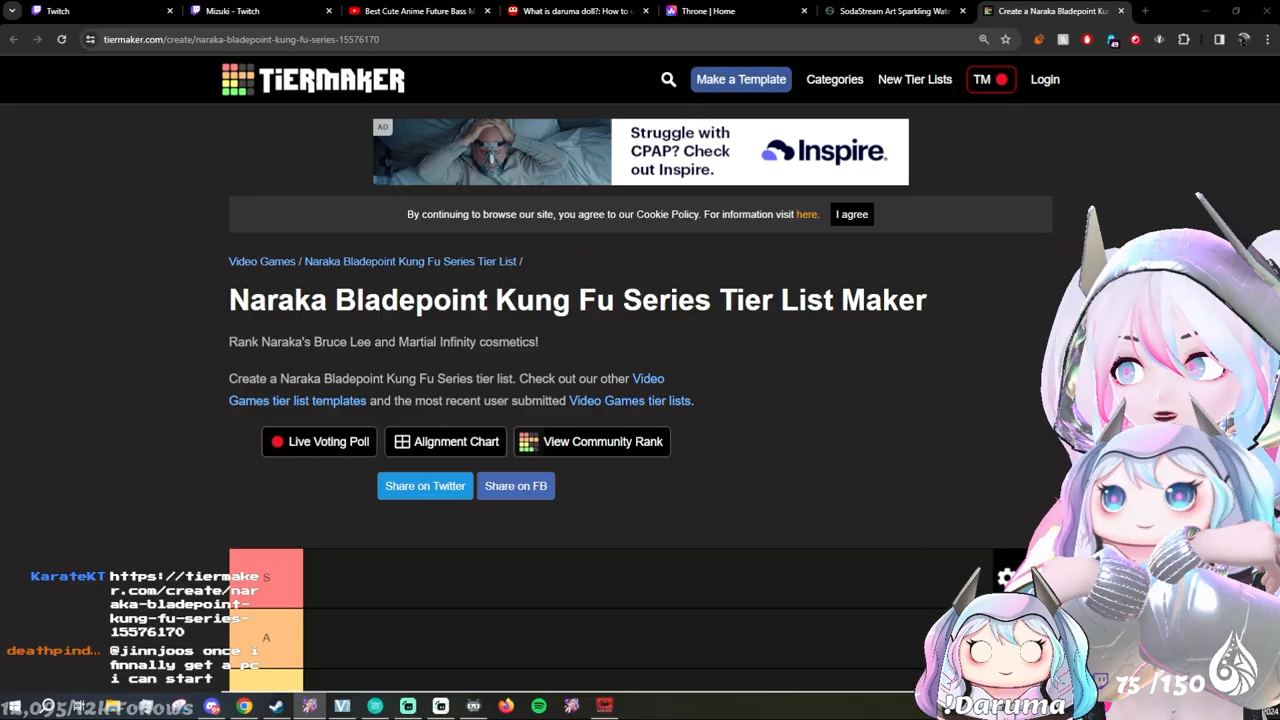 Twitch
Mizuki - Twitch
Best Cute Anime Future Bass M
What is daruma doll?: How to u
Throne | Home
SodaStream Art Sparkling Wate
Create a Naraka Bladepoint Ku
tiermaker.com/create/naraka-bladepoint-kung-fu-series-15576170
49
TIERMAKER
Make a Template
Categories
New Tier Lists
TM
Login
AD
Struggle with
CPAP? Check
out Inspire.
Inspire.
By continuing to browse our site, you agree to our Cookie Policy. For information visit here.
I agree
Video Games / Naraka Bladepoint Kung Fu Series Tier List /
Naraka Bladepoint Kung Fu Series Tier List Maker
Rank Naraka's Bruce Lee and Martial Infinity cosmetics!
Create a Naraka Bladepoint Kung Fu Series tier list. Check out our other Video
Games tier list templates and the most recent user submitted Video Games tier lists.
Live Voting Poll
Alignment Chart
View Community Rank
Share on Twitter
Share on FB
S
A
KarateKT https://tiermake
r.com/create/nar
aka-bladepoint-
kung-fu-series-
15576170
deathpind... @jinnjoos once i
finnally get a pc
i can start
75 /150
!Daruma
2024